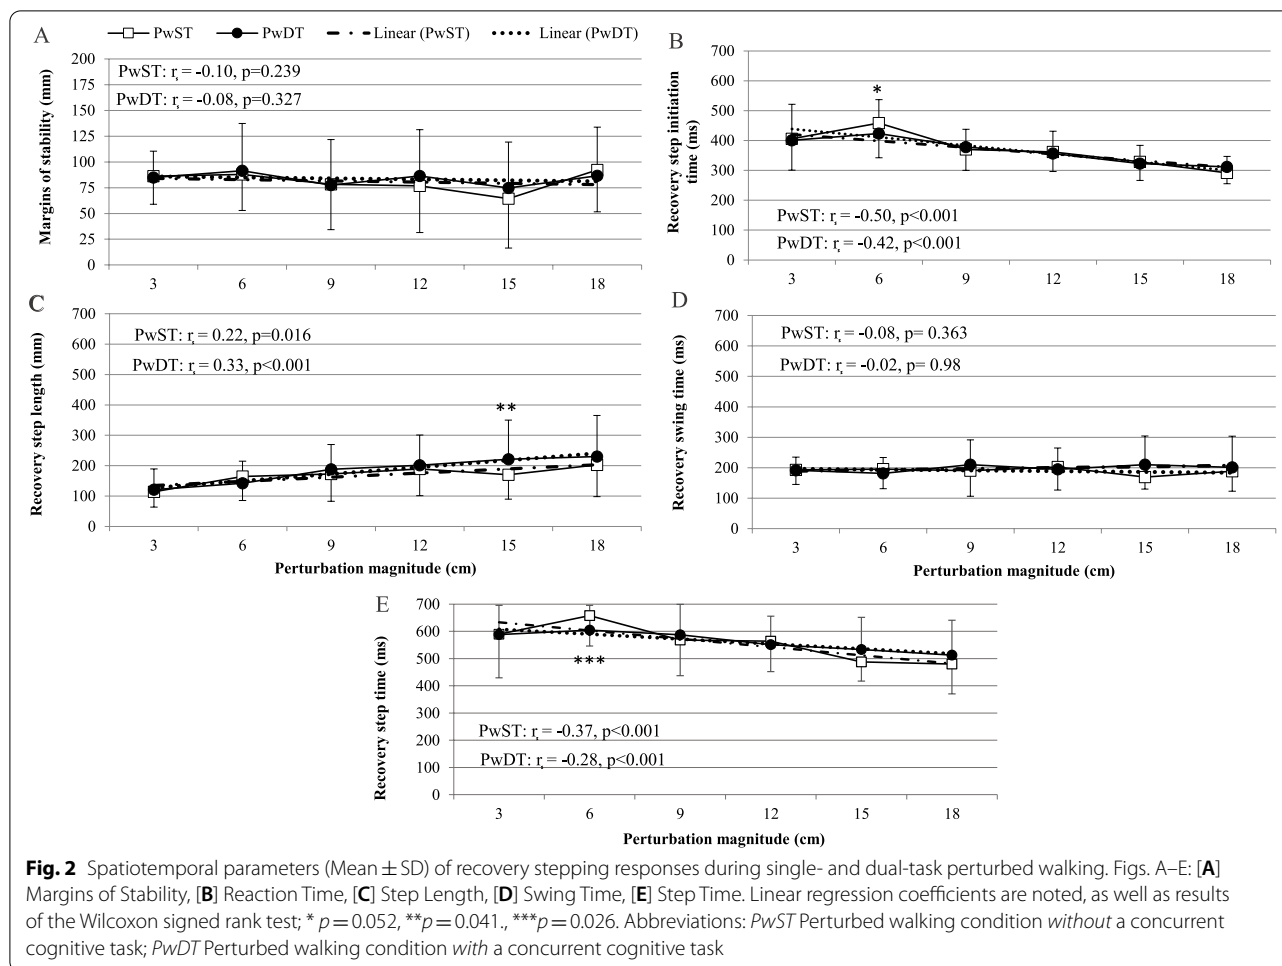 A
PwST PwDT Linear (PwST) Linear (PwDT)
Margins of stability (mm)
200
175
150
125
100
75
50
25
0
PwST: rs = -0.10, p=0.239
PwDT: rs = -0.08, p=0.327
3 6 9 12 15 18
B
Recovery step initiation
time (ms)
700
600
500
400
300
200
100
0
*
PwST: rs = -0.50, p<0.001
PwDT: rs = -0.42, p<0.001
3 6 9 12 15 18
C
Recovery step length (mm)
700
600
500
400
300
200
100
0
PwST: rs = 0.22, p=0.016
PwDT: rs = 0.33, p<0.001
**
3 6 9 12 15 18
Perturbation magnitude (cm)
D
Recovery swing time (ms)
700
600
500
400
300
200
100
0
PwST: rs = -0.08, p= 0.363
PwDT: rs = -0.02, p= 0.98
3 6 9 12 15 18
Perturbation magnitude (cm)
E
Recovery step time (ms)
700
600
500
400
300
200
100
0
***
PwST: rs = -0.37, p<0.001
PwDT: rs = -0.28, p<0.001
3 6 9 12 15 18
Perturbation magnitude (cm)
Fig. 2 Spatiotemporal parameters (Mean ± SD) of recovery stepping responses during single- and dual-task perturbed walking. Figs. A–E: [A]
Margins of Stability, [B] Reaction Time, [C] Step Length, [D] Swing Time, [E] Step Time. Linear regression coefficients are noted, as well as results
of the Wilcoxon signed rank test; * p = 0.052, **p = 0.041., ***p = 0.026. Abbreviations: PwST Perturbed walking condition without a concurrent
cognitive task; PwDT Perturbed walking condition with a concurrent cognitive task